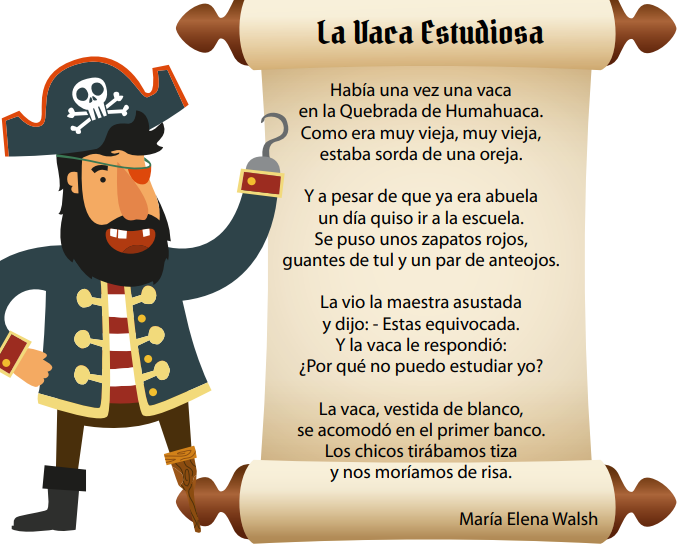 La Vaca Estudiosa
Había una vez una vaca
en la Quebrada de Humahuaca.
Como era muy vieja, muy vieja,
estaba sorda de una oreja.
Y a pesar de que ya era abuela
un día quiso ir a la escuela.
Se puso unos zapatos rojos,
guantes de tul y un par de anteojos.
La vio la maestra asustada
y dijo: - Estas equivocada.
Y la vaca le respondió:
¿Por qué no puedo estudiar yo?
La vaca, vestida de blanco,
se acomodó en el primer banco.
Los chicos tirábamos tiza
y nos moríamos de risa.
María Elena Walsh